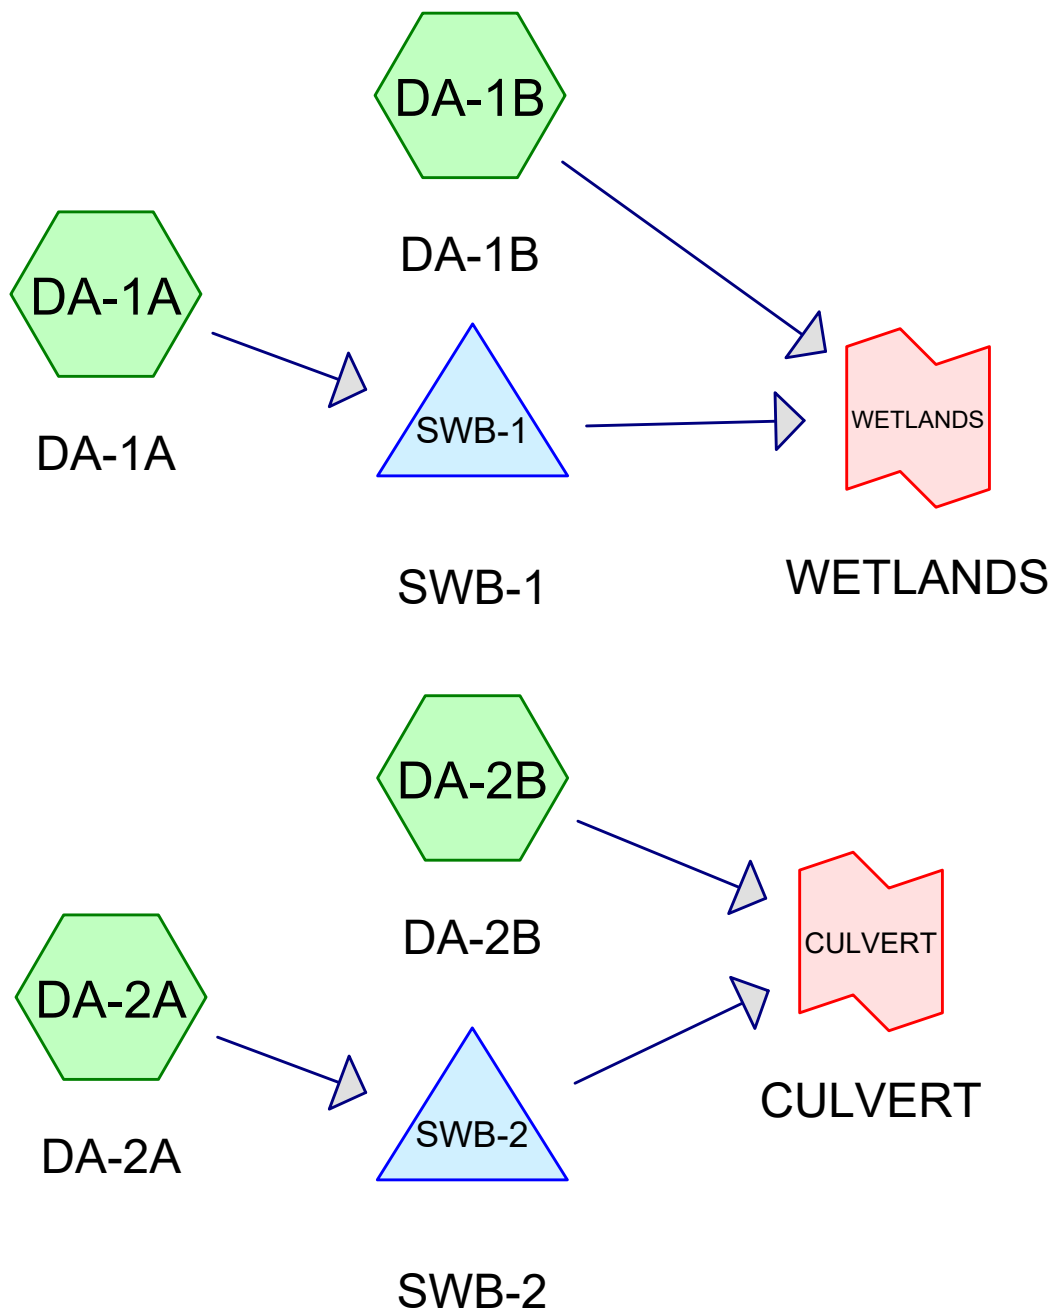 DA-1B
DA-1B
DA-1A
DA-1A
SWB-1
SWB-1
WETLANDS
WETLANDS
DA-2B
DA-2B
DA-2A
DA-2A
SWB-2
SWB-2
CULVERT
CULVERT